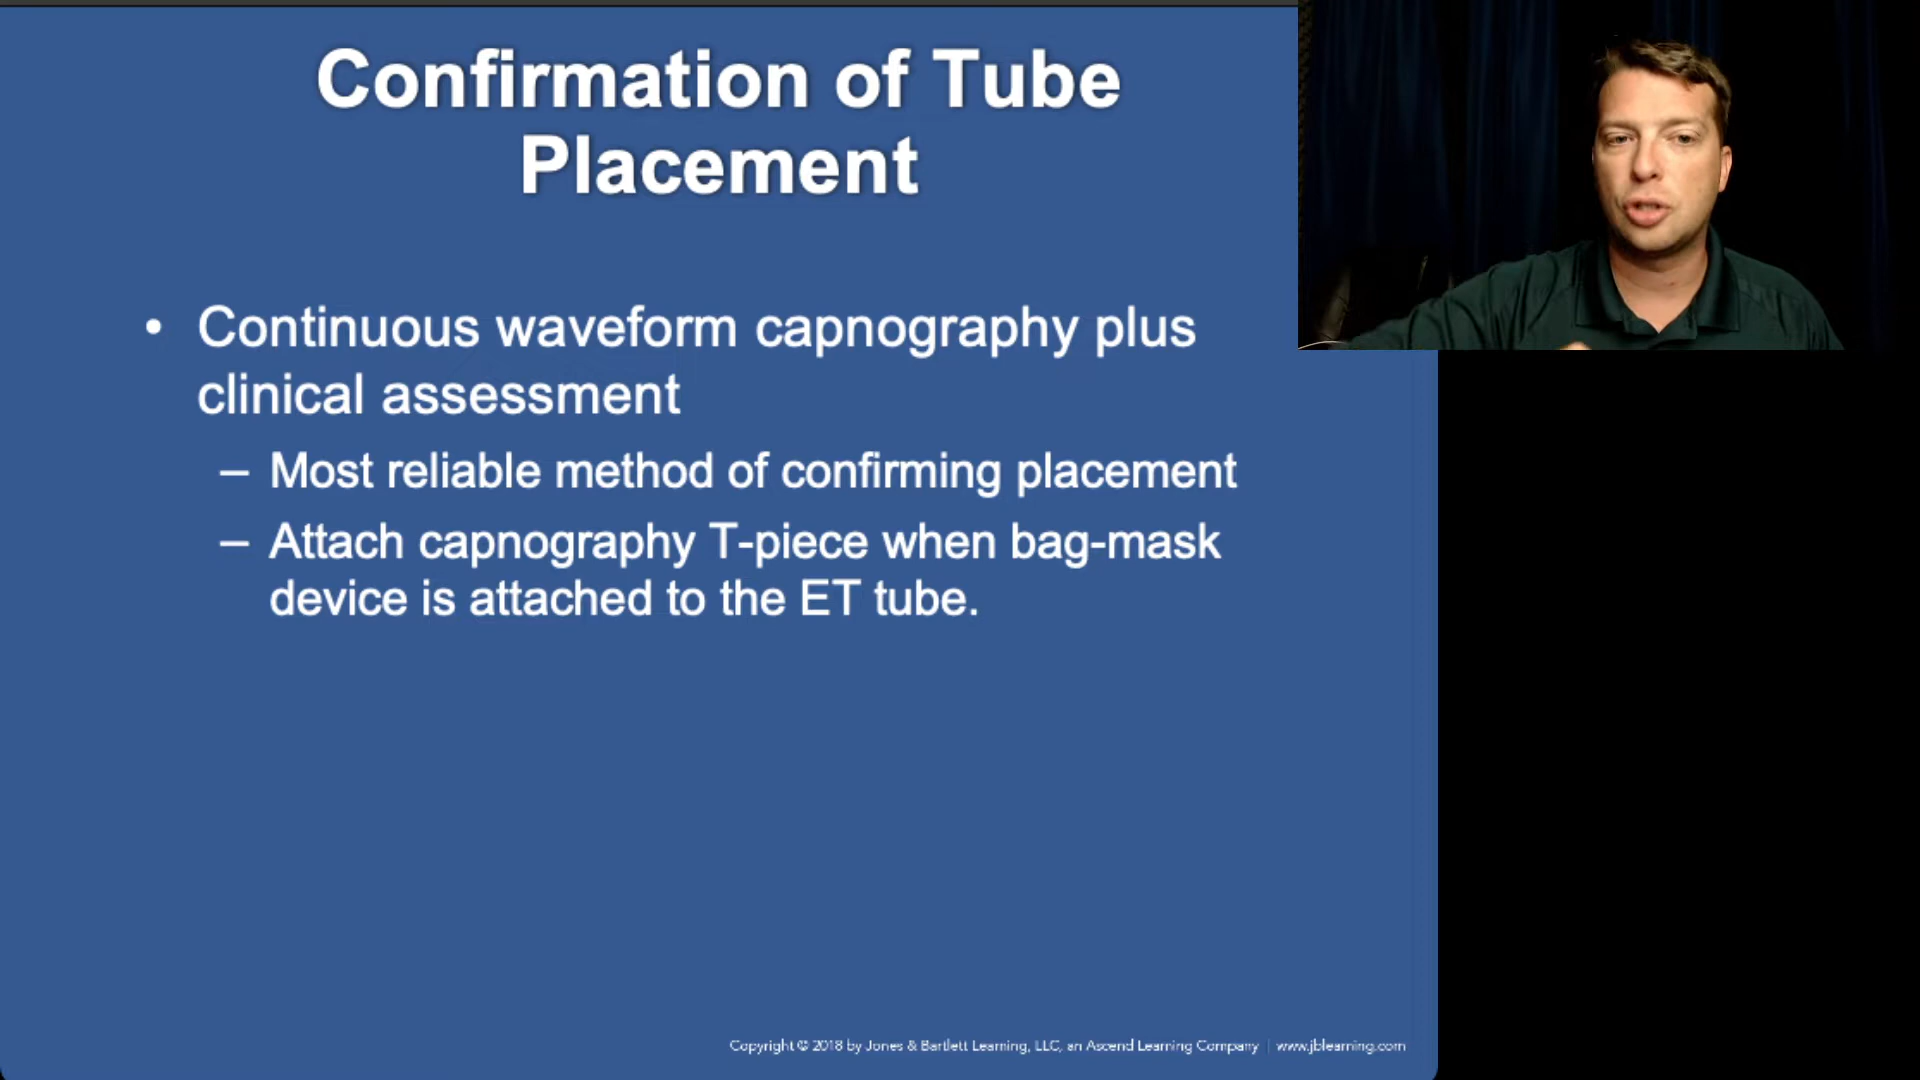 Confirmation of Tube
Placement
• Continuous waveform capnography plus
clinical assessment
– Most reliable method of confirming placement
– Attach capnography T-piece when bag-mask
device is attached to the ET tube.
Copyright © 2018 by Jones & Bartlett Learning, LLC, an Ascend Learning Company | www.jblearning.com